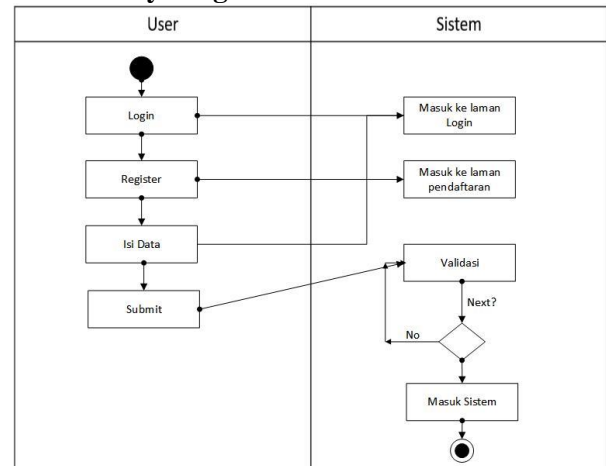 User
Sistem
Login
Masuk ke laman
Login
Register
Masuk ke laman
pendaftaran
Isi Data
Validasi
Submit
Next?
No
Masuk Sistem